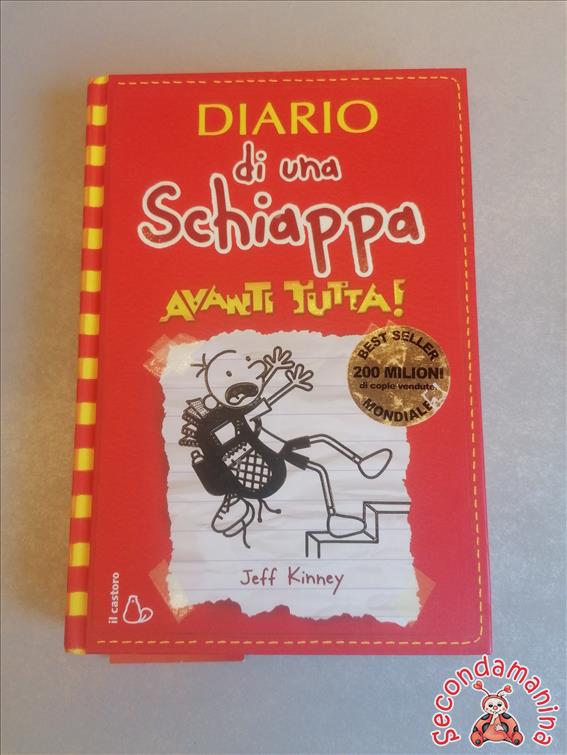 DIARIO
di una
Schiappa
AVANTI TUTTA!
BEST SELLER
200 MILIONI
di copie vendute
MONDIALE
Jeff Kinney
il castoro
Secondamanina